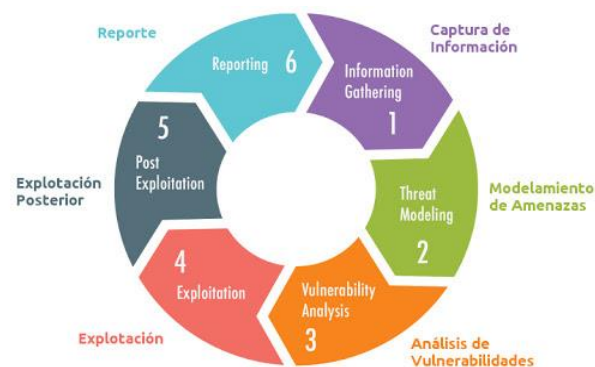 Reporte
Captura de
Información
Reporting 6
Information
Gathering
1
5
Post
Exploitation
Explotación
Posterior
Threat
Modeling
2
Modelamiento
de Amenazas
4
Exploitation
Vulnerability
Analysis
3
Explotación
Análisis de
Vulnerabilidades